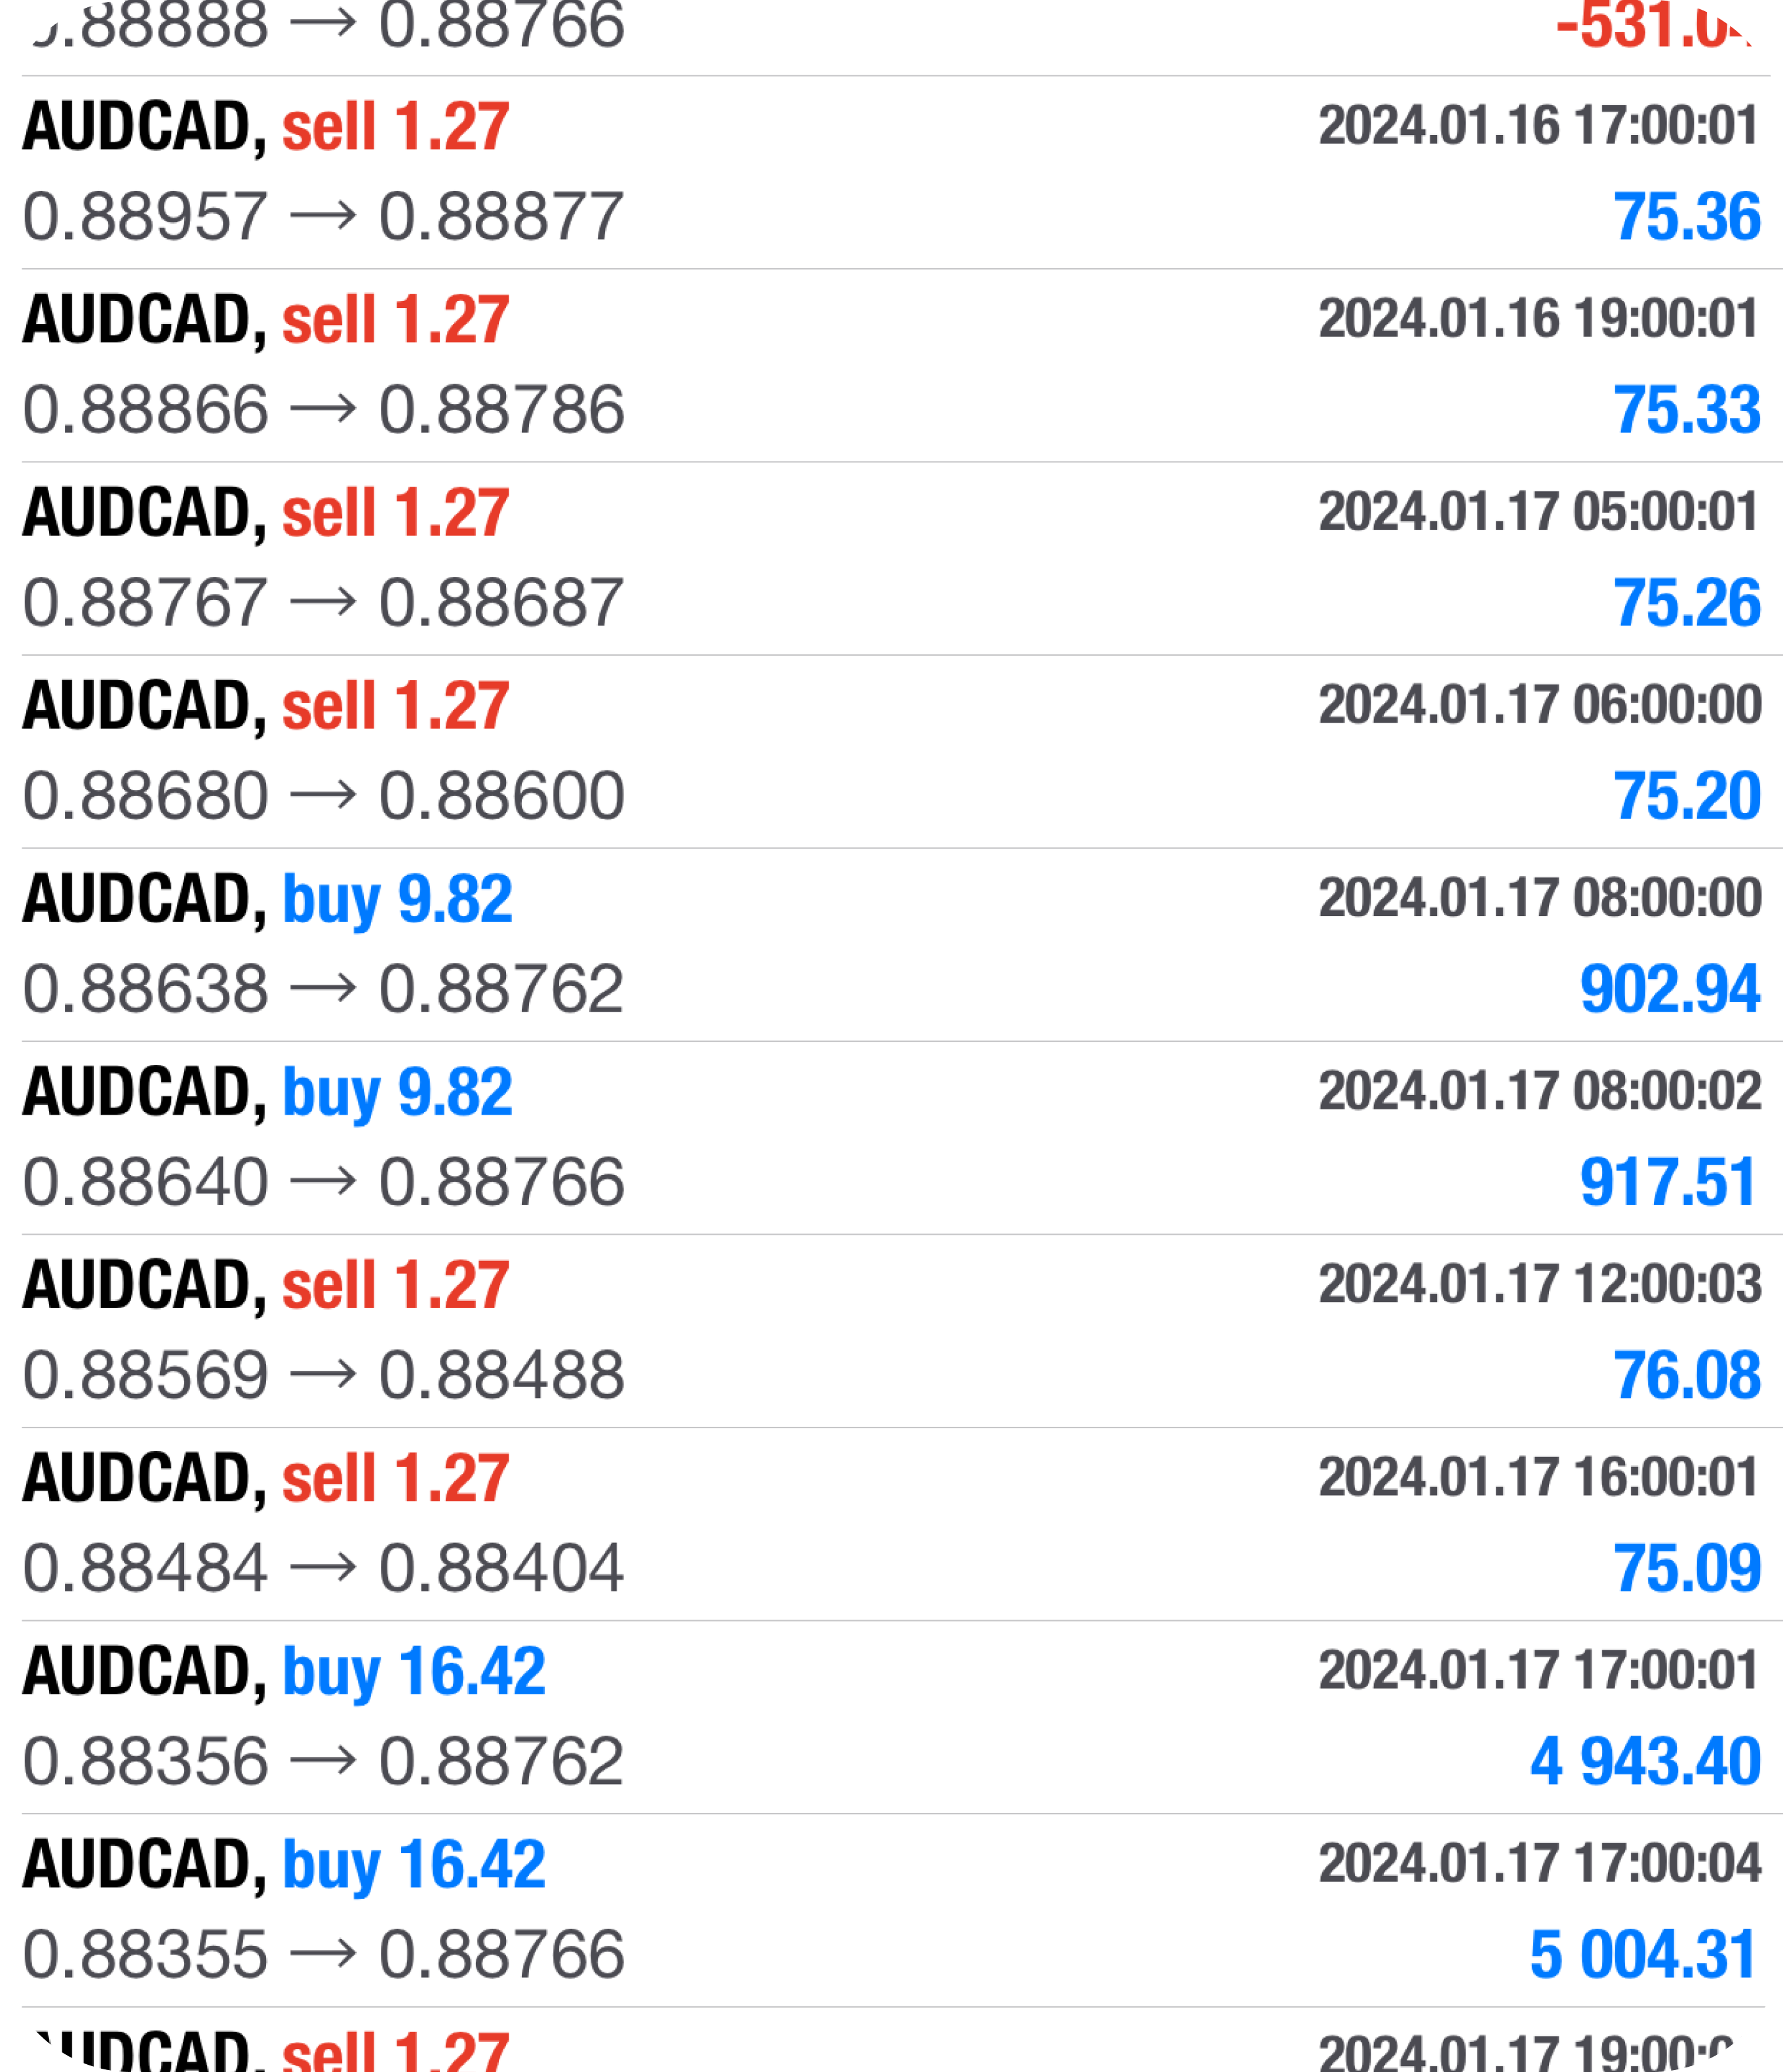 .88888 → 0.88766 -531.0
AUDCAD, sell 1.27 2024.01.16 17:00:01
0.88957 → 0.88877 75.36
AUDCAD, sell 1.27 2024.01.16 19:00:01
0.88866 → 0.88786 75.33
AUDCAD, sell 1.27 2024.01.17 05:00:01
0.88767 → 0.88687 75.26
AUDCAD, sell 1.27 2024.01.17 06:00:00
0.88680 → 0.88600 75.20
AUDCAD, buy 9.82 2024.01.17 08:00:00
0.88638 → 0.88762 902.94
AUDCAD, buy 9.82 2024.01.17 08:00:02
0.88640 → 0.88766 917.51
AUDCAD, sell 1.27 2024.01.17 12:00:03
0.88569 → 0.88488 76.08
AUDCAD, sell 1.27 2024.01.17 16:00:01
0.88484 → 0.88404 75.09
AUDCAD, buy 16.42 2024.01.17 17:00:01
0.88356 → 0.88762 4 943.40
AUDCAD, buy 16.42 2024.01.17 17:00:04
0.88355 → 0.88766 5 004.31
UDCAD, sell 1.27 2024.01.17 19:00:0